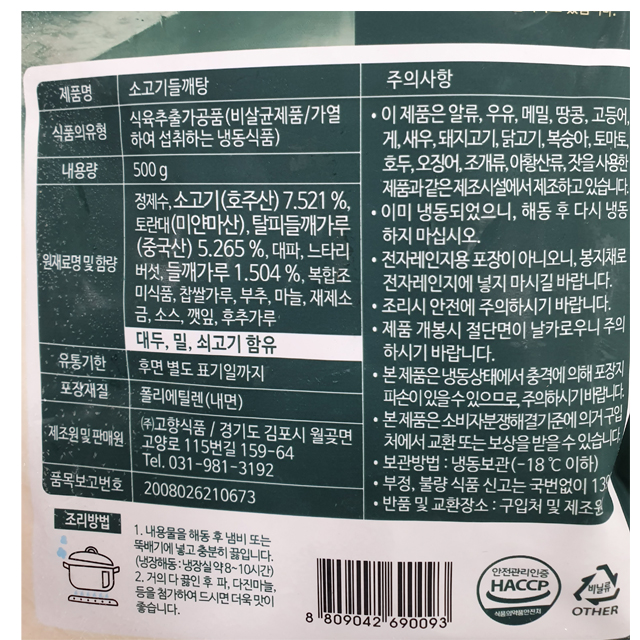 제품명 소고기들깨탕
식품의유형 식육추출가공품(비살균제품/가열
하여 섭취하는 냉동식품)
내용량 500 g
원재료명 및 함량
정제수, 소고기(호주산) 7.521 %,
토란대(미얀마산), 탈피들깨가루
(중국산) 5.265 %, 대파, 느타리
버섯, 들깨가루 1.504 %, 복합조
미식품, 찹쌀가루, 부추, 마늘, 재제소
금, 소스, 깻잎, 후추가루
대두, 밀, 쇠고기 함유
유통기한 후면 별도 표기일까지
포장재질 폴리에틸렌(내면)
제조원 및 판매원 ㈜고향식품 / 경기도 김포시 월곶면
고양로 115번길 159-64
Tel. 031-981-3192
품목보고번호 2008026210673
주의사항
• 이 제품은 알류, 우유, 메밀, 땅콩, 고등어,
게, 새우, 돼지고기, 닭고기, 복숭아, 토마토,
호두, 오징어, 조개류, 아황산류, 잣을 사용한
제품과 같은 제조시설에서 제조하고 있습니다.
• 이미 냉동되었으니, 해동 후 다시 냉동
하지 마십시오.
• 전자레인지용 포장이 아니오니, 봉지채로
전자레인지에 넣지 마시길 바랍니다.
• 조리시 안전에 주의하시기 바랍니다.
• 제품 개봉시 절단면이 날카로우니 주의
하시기 바랍니다.
• 본 제품은 냉동상태에서 충격에 의해 포장지
파손이 있을 수 있으므로, 주의하시기 바랍니다.
• 본 제품은 소비자분쟁해결기준에 의거 구입
처에서 교환 또는 보상을 받을 수 있습니다.
• 보관방법 : 냉동보관(-18 ℃ 이하)
• 부정, 불량 식품 신고는 국번없이 139
• 반품 및 교환장소 : 구입처 및 제조원
조리방법
1. 내용물을 해동 후 냄비 또는
뚝배기에 넣고 충분히 끓입니다.
(냉장해동 : 냉장실 약 8~10시간)
2. 거의 다 끓인 후 파, 다진마늘,
등을 첨가하여 드시면 더욱 맛이
좋습니다.
8 809042 690093
안전관리인증
HACCP
식품의약품안전처
비닐류
OTHER